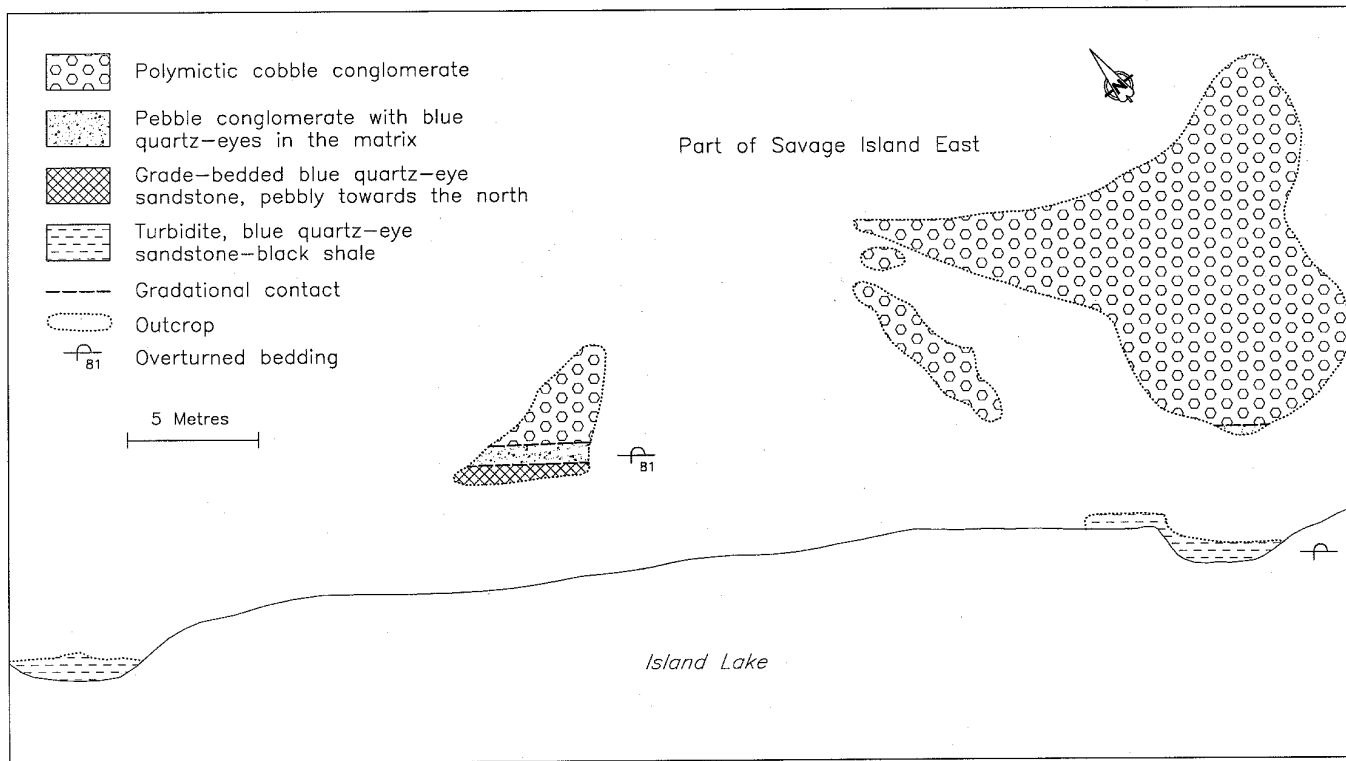 Polymictic cobble conglomerate
Pebble conglomerate with blue
quartz-eyes in the matrix
Grade-bedded blue quartz-eye
sandstone, pebbly towards the north
Turbidite, blue quartz-eye
sandstone-black shale
Gradational contact
Outcrop
81
Overturned bedding
5 Metres
N
Part of Savage Island East
81
Island Lake